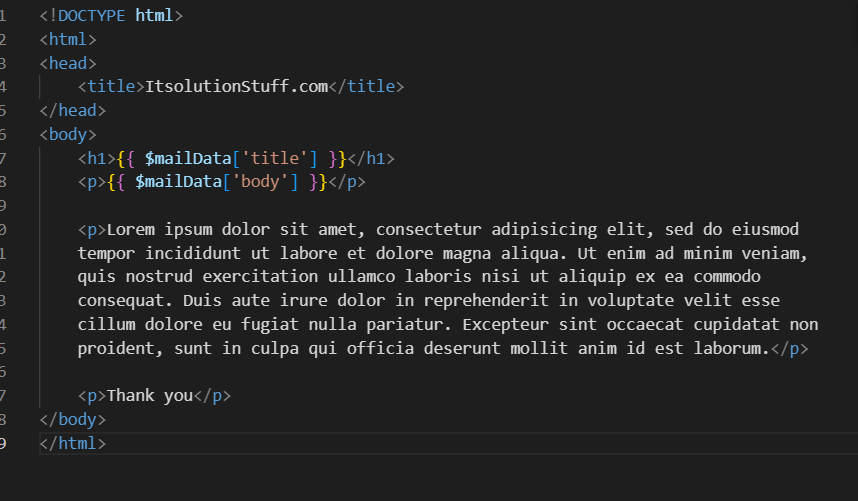 1 <!DOCTYPE html>
2 <html>
3 <head>
4 <title>ItsolutionStuff.com</title>
5 </head>
6 <body>
7 <h1>{{ $mailData['title'] }}</h1>
8 <p>{{ $mailData['body'] }}</p>
9
0 <p>Lorem ipsum dolor sit amet, consectetur adipisicing elit, sed do eiusmod
1 tempor incididunt ut labore et dolore magna aliqua. Ut enim ad minim veniam,
2 quis nostrud exercitation ullamco laboris nisi ut aliquip ex ea commodo
3 consequat. Duis aute irure dolor in reprehenderit in voluptate velit esse
4 cillum dolore eu fugiat nulla pariatur. Excepteur sint occaecat cupidatat non
5 proident, sunt in culpa qui officia deserunt mollit anim id est laborum.</p>
6
7 <p>Thank you</p>
8 </body>
9 </html>